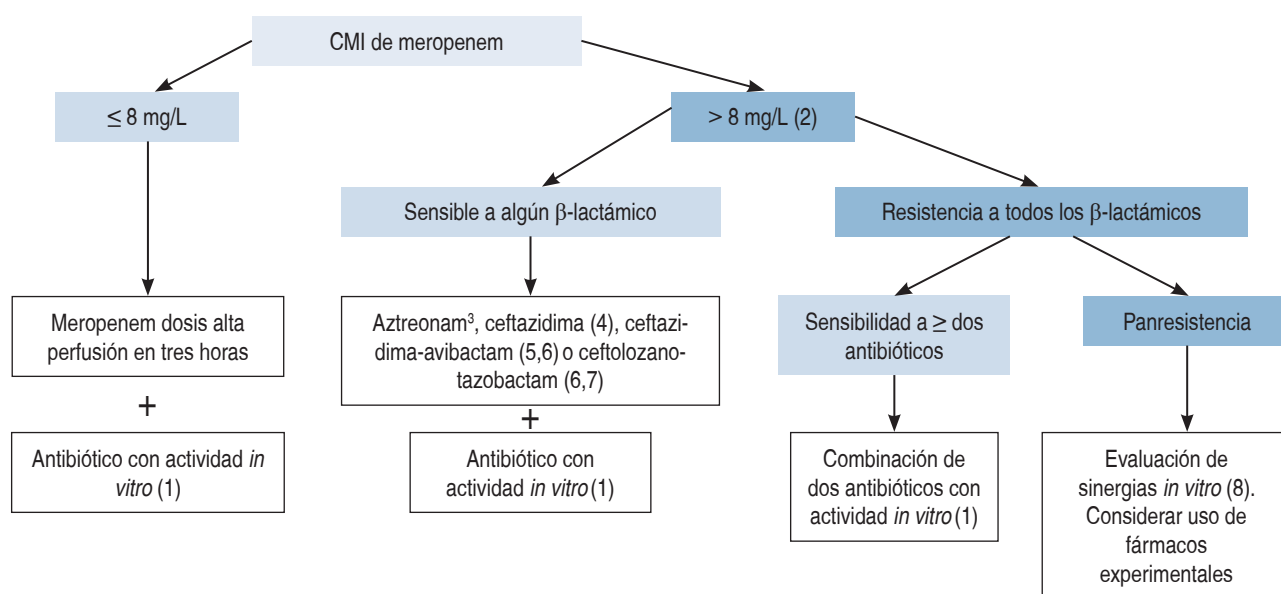 CMI de meropenem
≤ 8 mg/L
> 8 mg/L (2)
Sensible a algún β-lactámico
Resistencia a todos los β-lactámicos
Meropenem dosis alta
perfusión en tres horas
+
Antibiótico con actividad in
vitro (1)
Aztreonam³, ceftazidima (4), ceftazi-
dima-avibactam (5,6) o ceftolozano-
tazobactam (6,7)
+
Antibiótico con
actividad in vitro (1)
Sensibilidad a ≥ dos
antibióticos
Combinación de
dos antibióticos con
actividad in vitro (1)
Panresistencia
Evaluación de
sinergias in vitro (8).
Considerar uso de
fármacos
experimentales